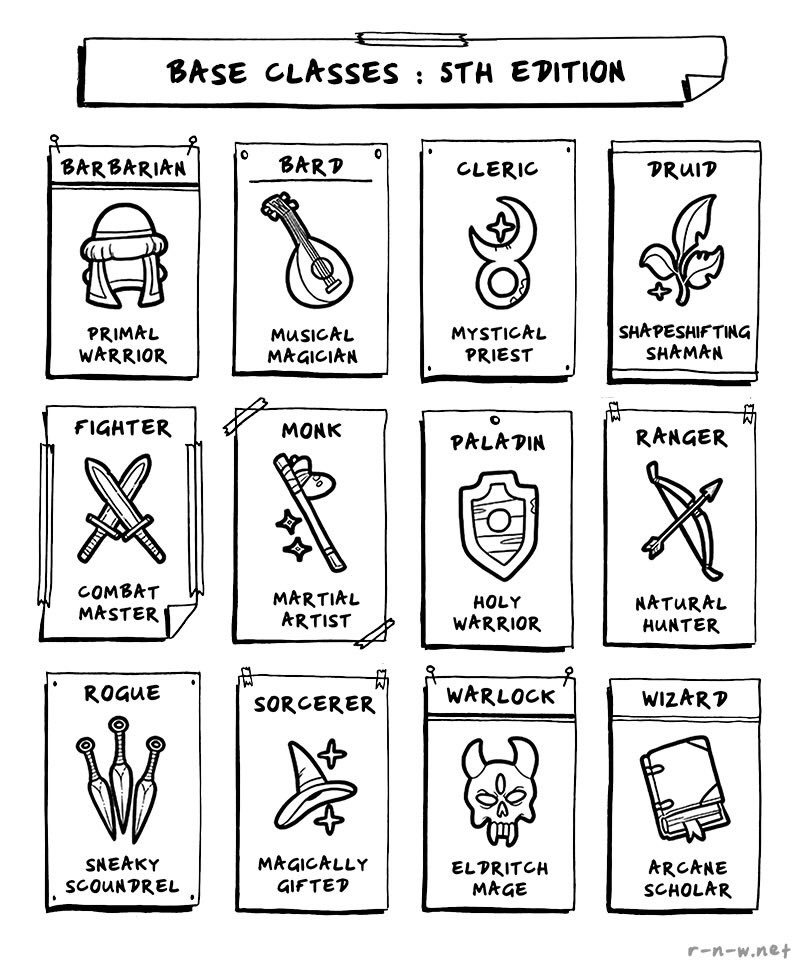 BASE CLASSES : 5TH EDITION
BARBARIAN
PRIMAL
WARRIOR
BARD
MUSICAL
MAGICIAN
CLERIC
MYSTICAL
PRIEST
DRUID
SHAPESHIFTING
SHAMAN
FIGHTER
COMBAT
MASTER
MONK
MARTIAL
ARTIST
PALADIN
HOLY
WARRIOR
RANGER
NATURAL
HUNTER
ROGUE
SNEAKY
SCOUNDREL
SORCERER
MAGICALLY
GIFTED
WARLOCK
ELDRITCH
MAGE
WIZARD
ARCANE
SCHOLAR
r-n-w.net